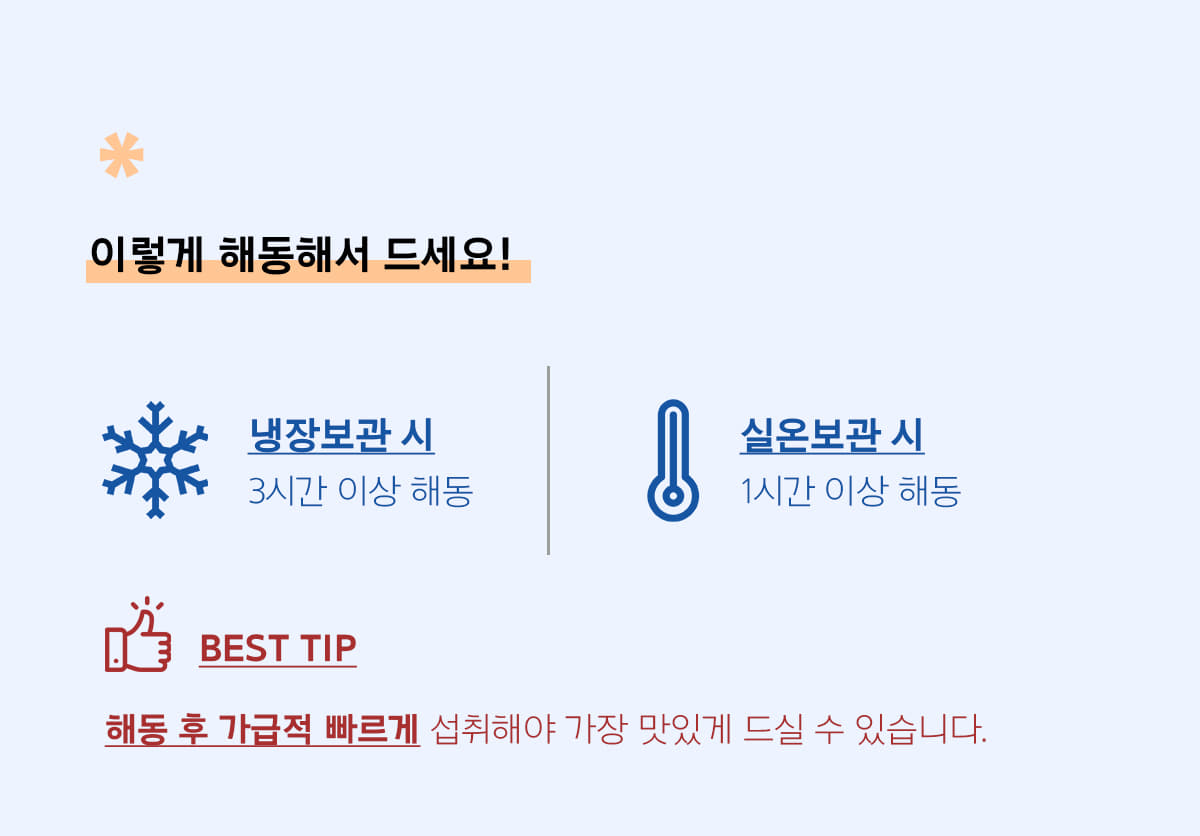 이렇게 해동해서 드세요!
냉장보관 시
3시간 이상 해동
실온보관 시
1시간 이상 해동
BEST TIP
해동 후 가급적 빠르게 섭취해야 가장 맛있게 드실 수 있습니다.